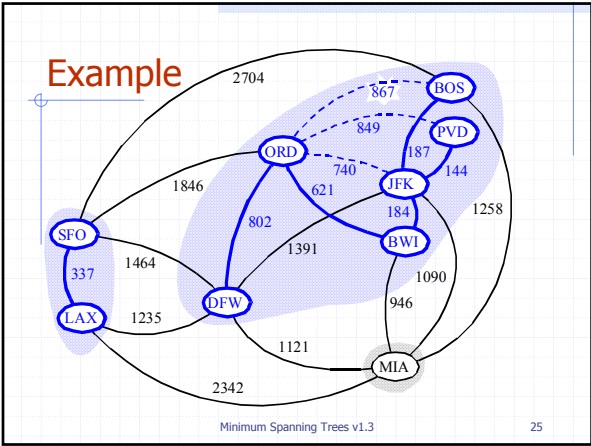 Example
2704
867
BOS
849
PVD
ORD
187
740
144
1846
621
JFK
184
1258
SFO
802
1391
BWI
1464
337
1090
946
DFW
LAX
1235
1121
MIA
2342
Minimum Spanning Trees v1.3
25